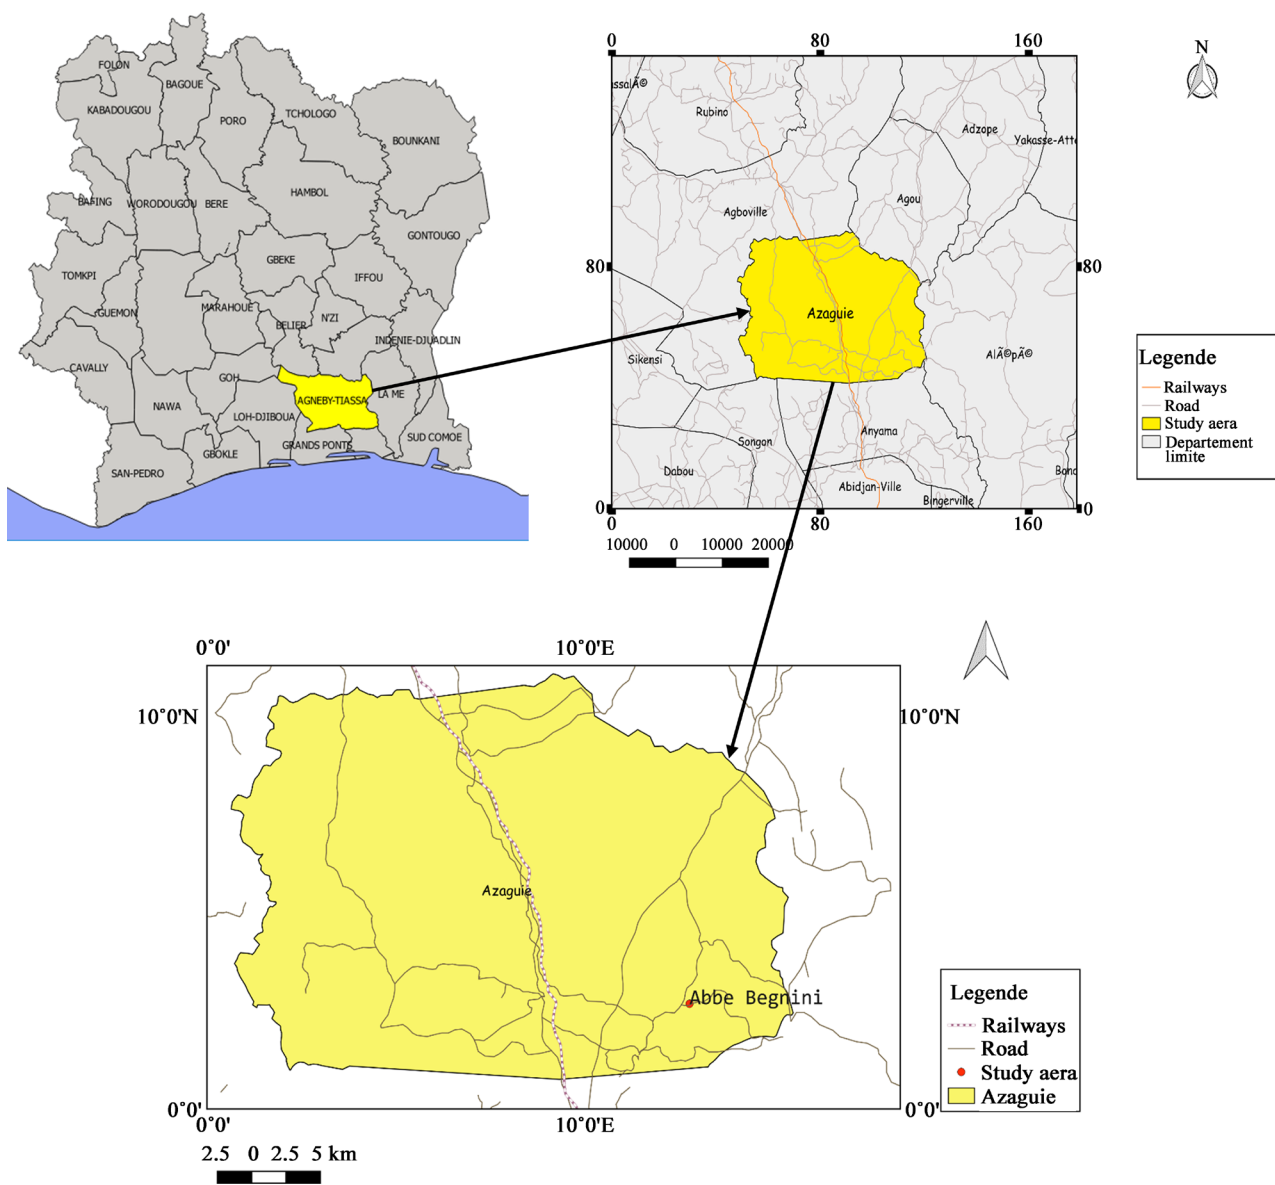 FOLON
BAGOUE
KABADOUGOU
PORO
TCHOLOGO
BOUNKANI
HAMBOL
BAFING
WORODOUGOU
BERE
GONTOUGO
GBEKE
TOMKPI
IFFOU
GUEMON
MARAHOUE
N'ZI
BELIER
INDENIE-DJUADLIN
CAVALLY
GOH
AGNEBY-TIASSA
LA ME
NAWA
LOH-DJIBOUA
SUD COMOE
GRANDS PONTS
GBOKLE
SAN-PEDRO
0 80 160
N
ssalÃ©
Rubino
Adzope
Yakasse-Atte
Agou
Agboville
80 80
Azaguie
Sikensi
AlÃ©pÃ©
Anyama
Songon
Dabou
Bond
Abidjan-Ville
Bingerville
0 0
0 80 160
10000 0 10000 20000
Legende
Railways
Road
Study aera
Departement
limite
0°0' 10°0'E
10°0'N 10°0'N
Azaguie
Abbe Begnini
0°0' 0°0'
0°0' 10°0'E
2.5 0 2.5 5 km
Legende
Railways
Road
Study aera
Azaguie